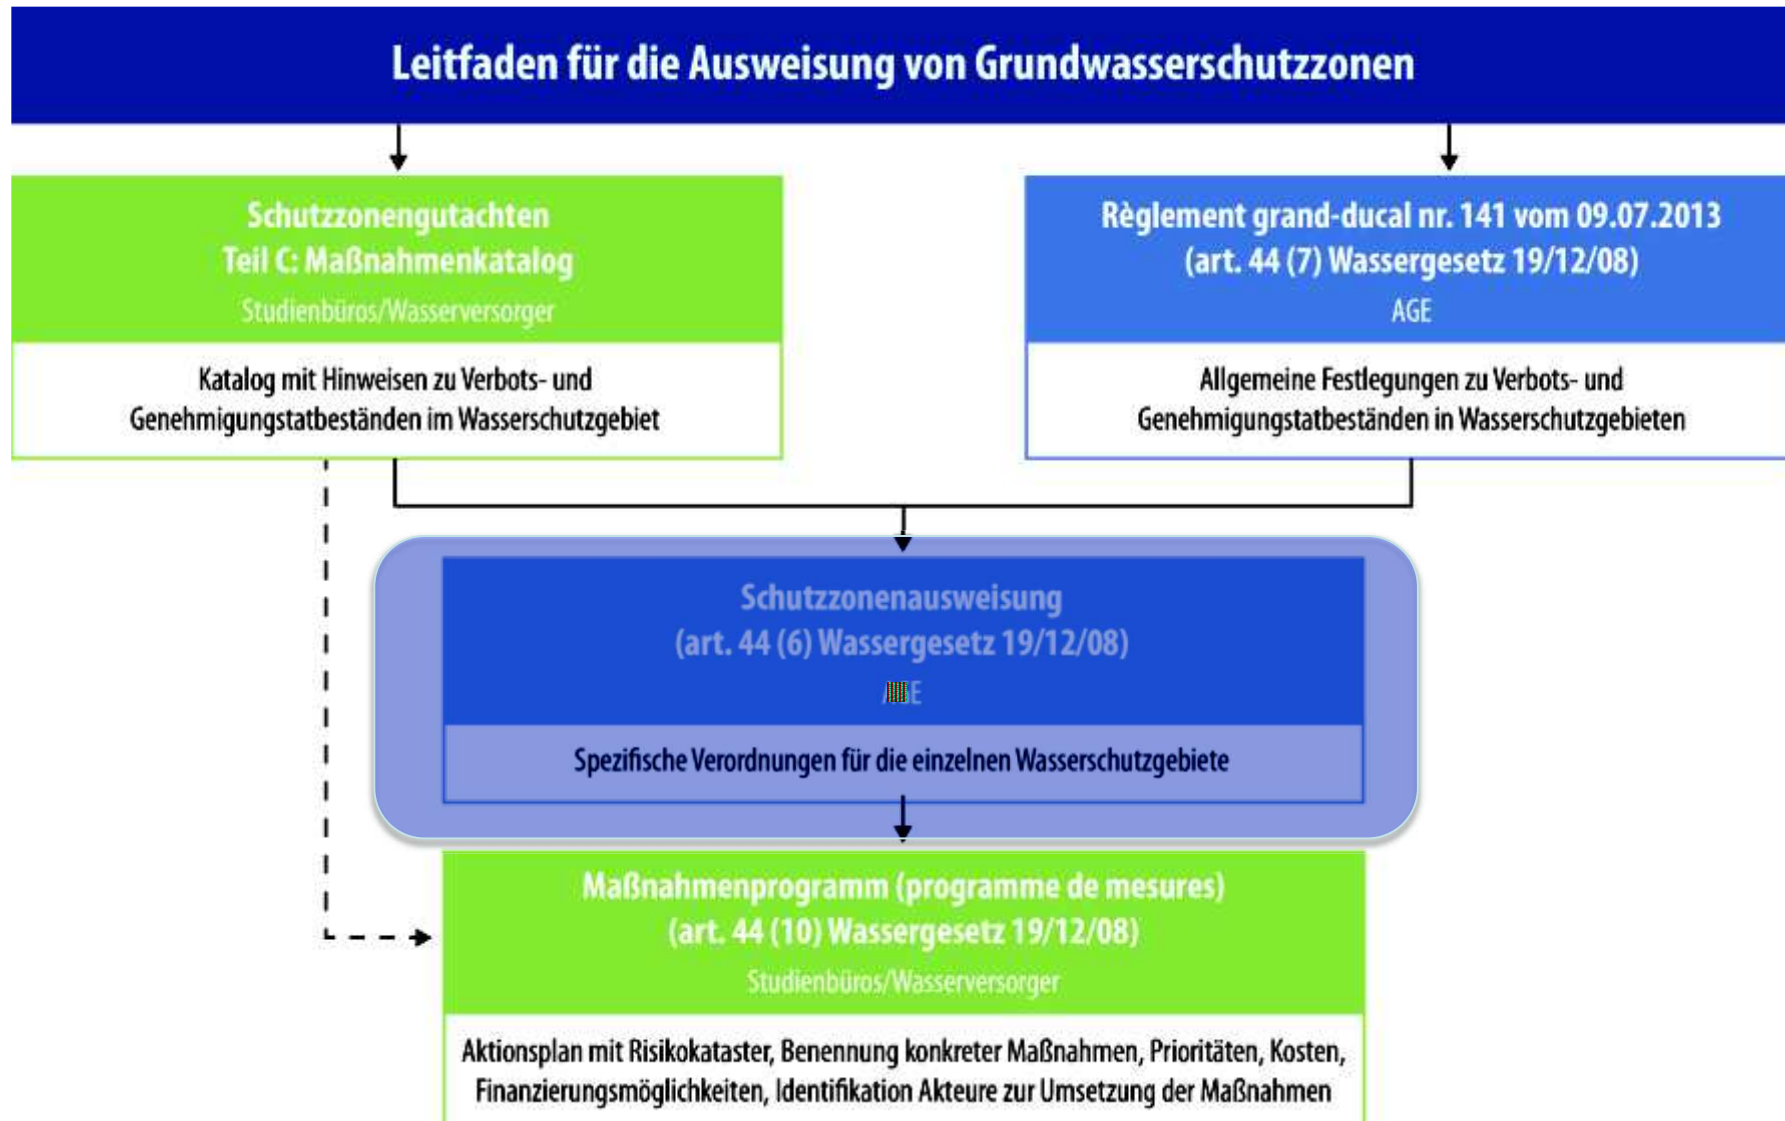 Leitfaden für die Ausweisung von Grundwasserschutzzonen
Schutzzonengutachten
Teil C: Maßnahmenkatalog
Studienbüros/Wasserversorger
Katalog mit Hinweisen zu Verbots- und
Genehmigungstatbeständen im Wasserschutzgebiet
Règlement grand-ducal nr. 141 vom 09.07.2013
(art. 44 (7) Wassergesetz 19/12/08)
AGE
Allgemeine Festlegungen zu Verbots- und
Genehmigungstatbeständen in Wasserschutzgebieten
Schutzzonenausweisung
(art. 44 (6) Wassergesetz 19/12/08)
Spezifische Verordnungen für die einzelnen Wasserschutzgebiete
Maßnahmenprogramm (programme de mesures)
(art. 44 (10) Wassergesetz 19/12/08)
Studienbüros/Wasserversorger
Aktionsplan mit Risikokataster, Benennung konkreter Maßnahmen, Prioritäten, Kosten,
Finanzierungsmöglichkeiten, Identifikation Akteure zur Umsetzung der Maßnahmen